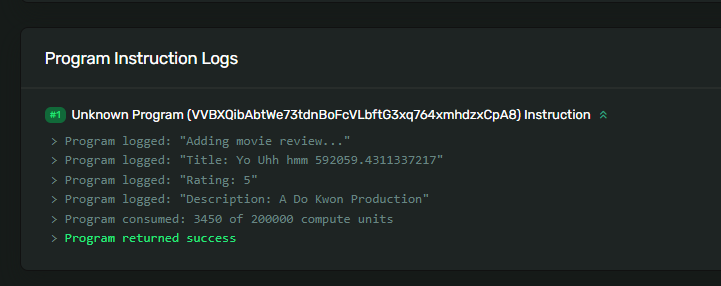 Program Instruction Logs
#1 Unknown Program (VVBXQibAbtWe73tdnBoFcVLbftG3xq764xmhdzxCpA8) Instruction
> Program logged: "Adding movie review..."
> Program logged: "Title: Yo Uhh hmm 592059.4311337217"
> Program logged: "Rating: 5"
> Program logged: "Description: A Do Kwon Production"
> Program consumed: 3450 of 200000 compute units
> Program returned success